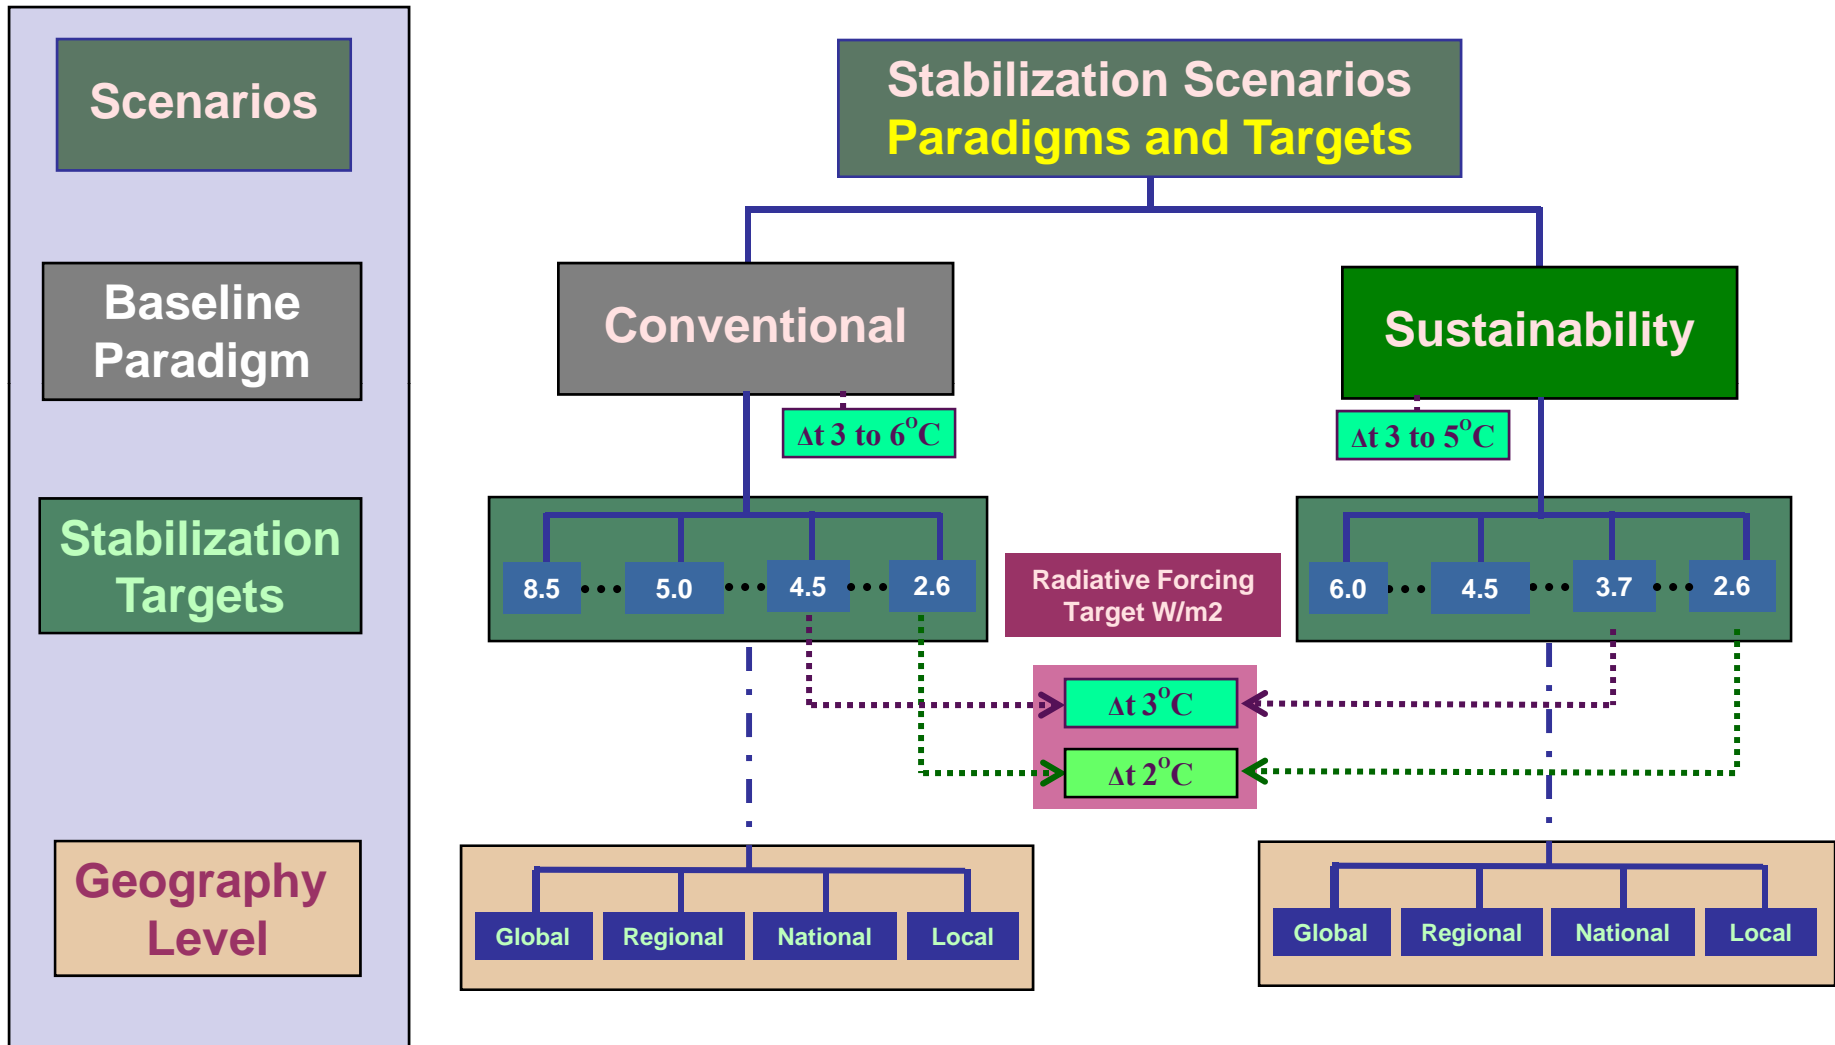 Scenarios
Stabilization Scenarios
Paradigms and Targets
Baseline
Paradigm
Conventional
Sustainability
Δt 3 to 6°C
Δt 3 to 5°C
Stabilization
Targets
8.5 5.0 4.5 2.6
Radiative Forcing
Target W/m2
6.0 4.5 3.7 2.6
Δt 3°C
Δt 2°C
Geography
Level
Global Regional National Local
Global Regional National Local